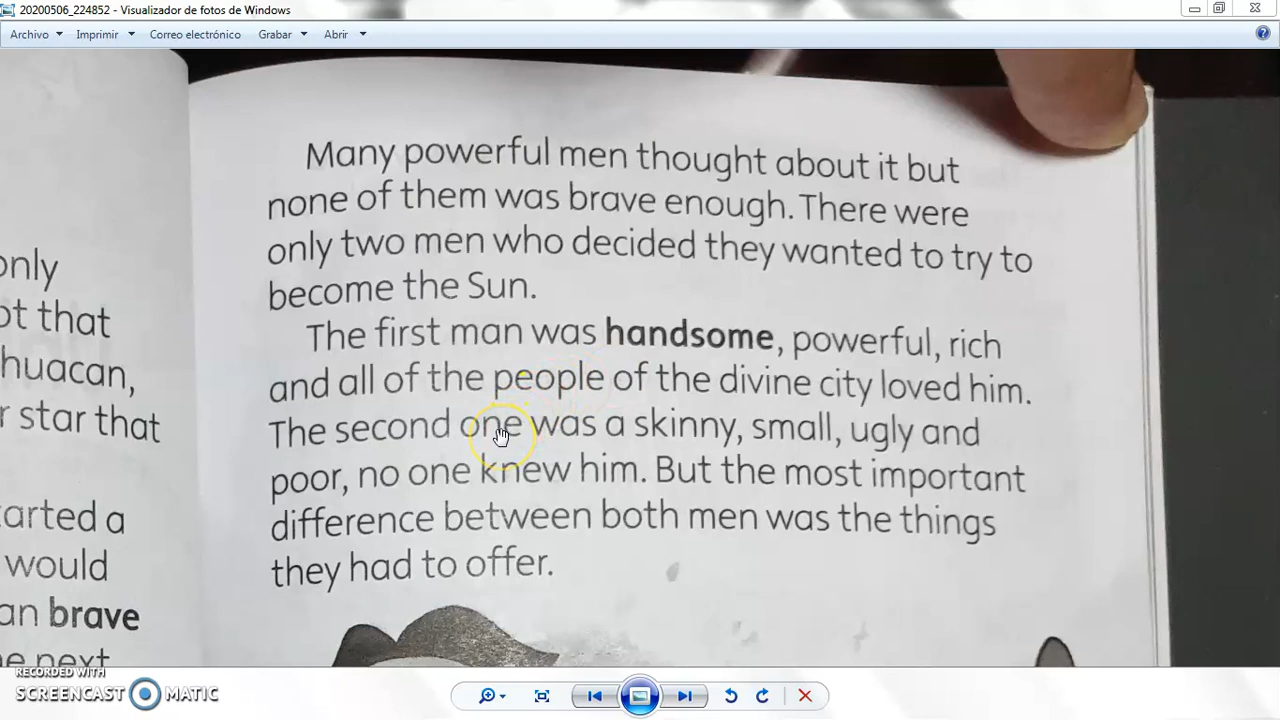 20200506_224852 - Visualizador de fotos de Windows
Archivo Imprimir Correo electrónico Grabar Abrir
only
ot that
huacan,
r star that
tarted a
would
an brave
e next
Many powerful men thought about it but
none of them was brave enough. There were
only two men who decided they wanted to try to
become the Sun.
The first man was handsome, powerful, rich
and all of the people of the divine city loved him.
The second one was a skinny, small, ugly and
poor, no one knew him. But the most important
difference between both men was the things
they had to offer.
RECORDED WITH
SCREENCAST MATIC